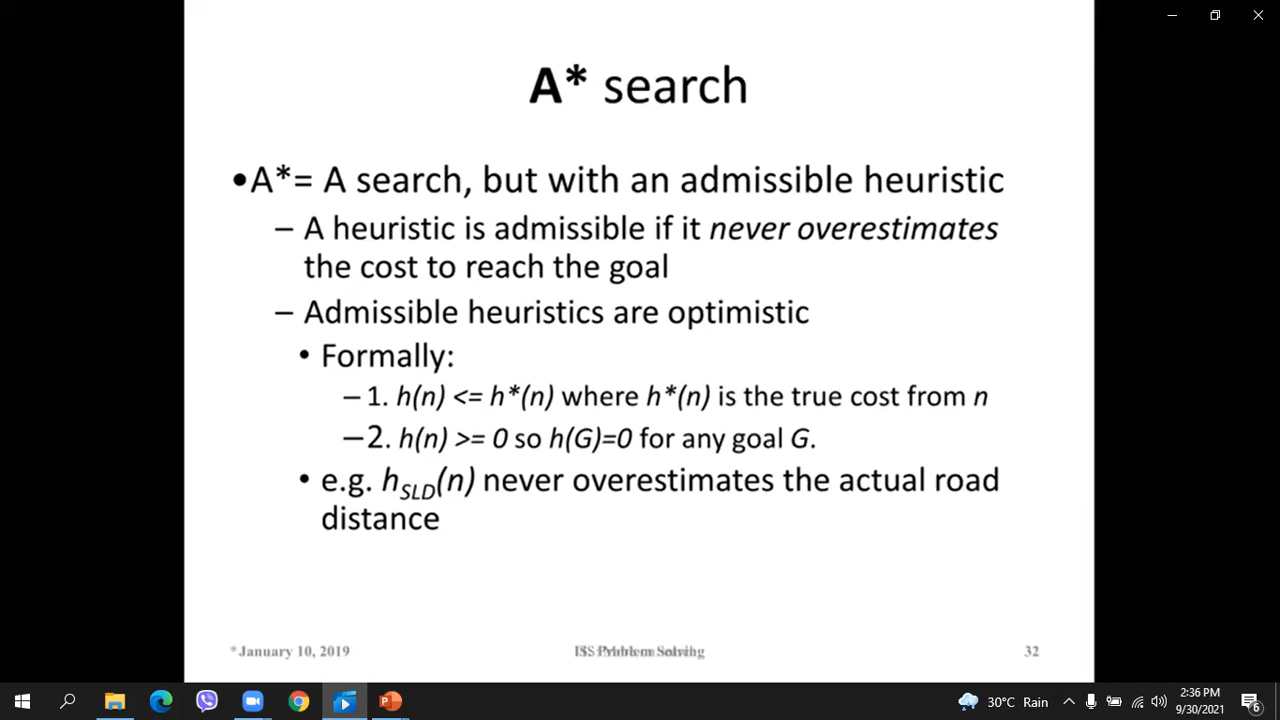 A* search
•A*= A search, but with an admissible heuristic
– A heuristic is admissible if it never overestimates
the cost to reach the goal
– Admissible heuristics are optimistic
• Formally:
– 1. h(n) <= h*(n) where h*(n) is the true cost from n
–2. h(n) >= 0 so h(G)=0 for any goal G.
• e.g. hSLD(n) never overestimates the actual road
distance
*January 10, 2019
Solving
32
30°C Rain
2:36 PM
9/30/2021
6